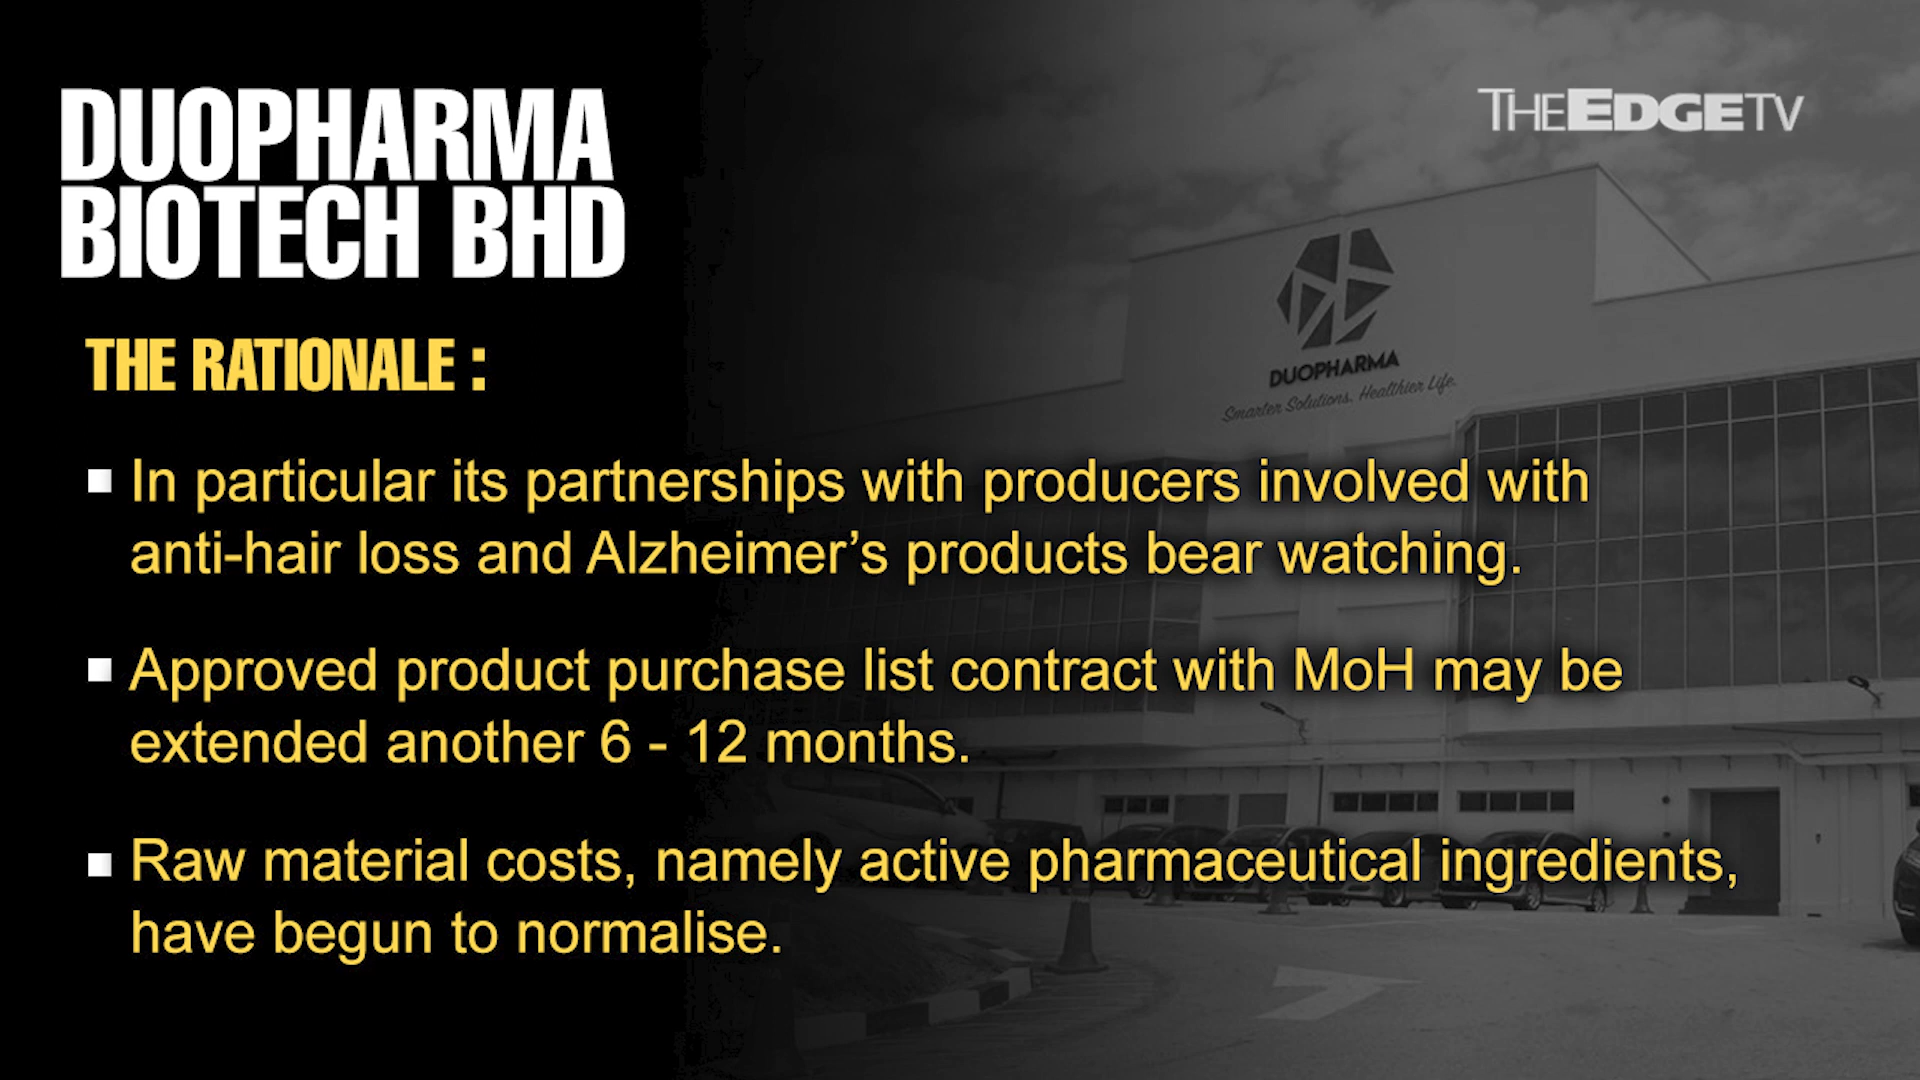 THEEDGETV
DUOPHARMA
BIOTECH BHD
DUOPHARMA
Smarter Solutions. Healthier Life.
THE RATIONALE :
In particular its partnerships with producers involved with
anti-hair loss and Alzheimer’s products bear watching.
Approved product purchase list contract with MoH may be
extended another 6 - 12 months.
Raw material costs, namely active pharmaceutical ingredients,
have begun to normalise.